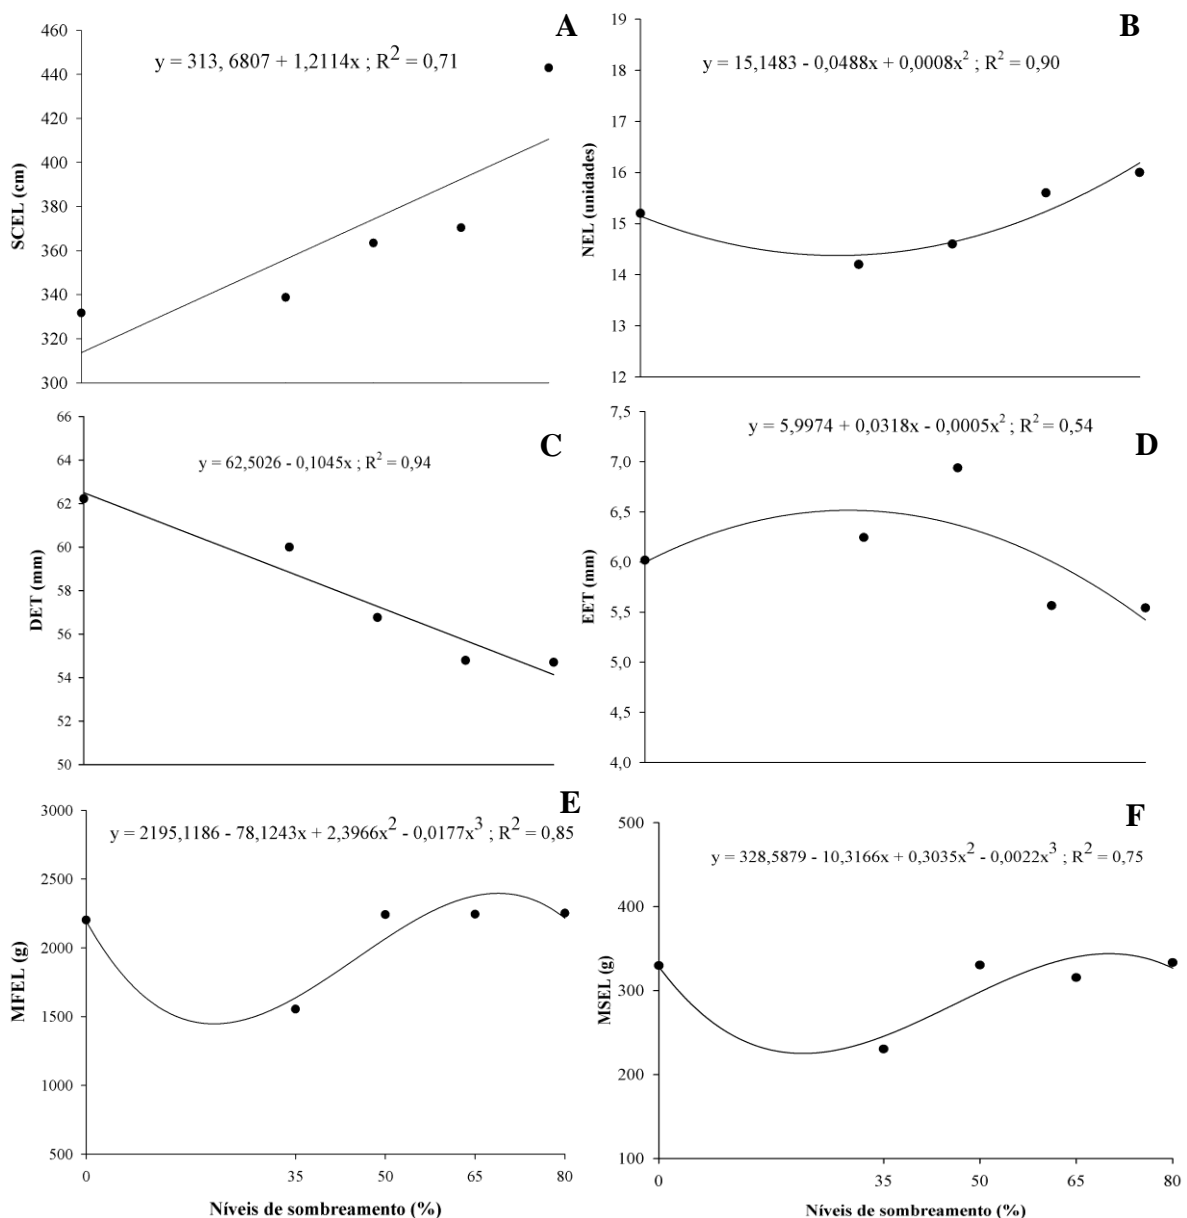 A
y = 313, 6807 + 1,2114x ; R² = 0,71
SCEL (cm)
460
440
420
400
380
360
340
320
300
B
y = 15,1483 - 0,0488x + 0,0008x² ; R² = 0,90
NEL (unidades)
19
18
17
16
15
14
13
12
C
y = 62,5026 - 0,1045x ; R² = 0,94
DET (mm)
66
64
62
60
58
56
54
52
50
D
y = 5,9974 + 0,0318x - 0,0005x² ; R² = 0,54
EET (mm)
7,5
7,0
6,5
6,0
5,5
5,0
4,5
4,0
E
y = 2195,1186 - 78,1243x + 2,3966x² - 0,0177x³ ; R² = 0,85
MFEL (g)
3000
2500
2000
1500
1000
500
0 35 50 65 80
Níveis de sombreamento (%)
F
y = 328,5879 - 10,3166x + 0,3035x² - 0,0022x³ ; R² = 0,75
MSEL (g)
500
400
300
200
100
0 35 50 65 80
Níveis de sombreamento (%)